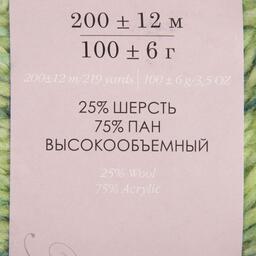 200 ± 12 м
100 ± 6 г
200±12 m/219 yards | 100 ± 6 g/3,5 OZ
25% ШЕРСТЬ
75% ПАН
ВЫСОКООБЪЕМНЫЙ
25% Wool
75% Acrylic